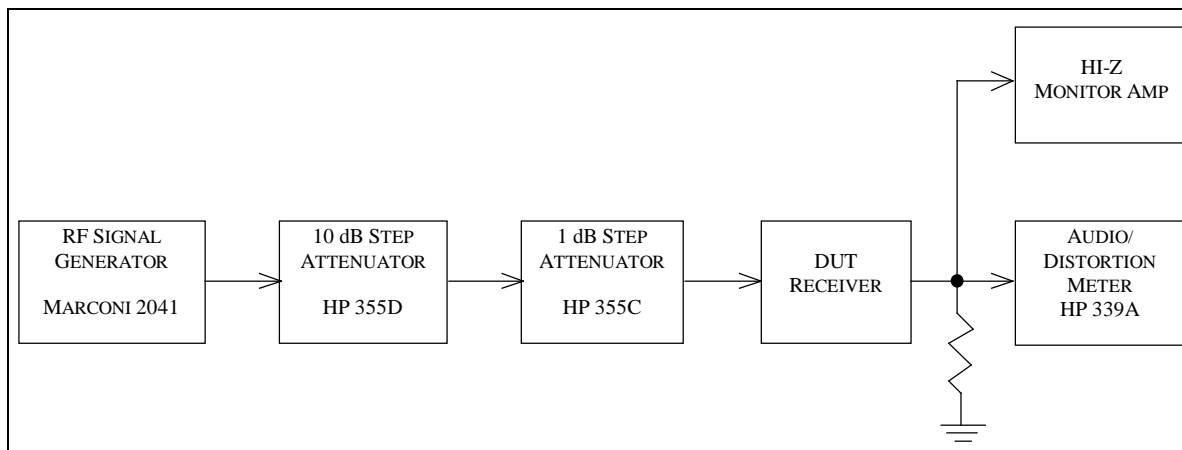 HI-Z
MONITOR AMP
RF SIGNAL
GENERATOR
MARCONI 2041
10 dB STEP
ATTENUATOR
HP 355D
1 dB STEP
ATTENUATOR
HP 355C
DUT
RECEIVER
AUDIO/
DISTORTION
METER
HP 339A